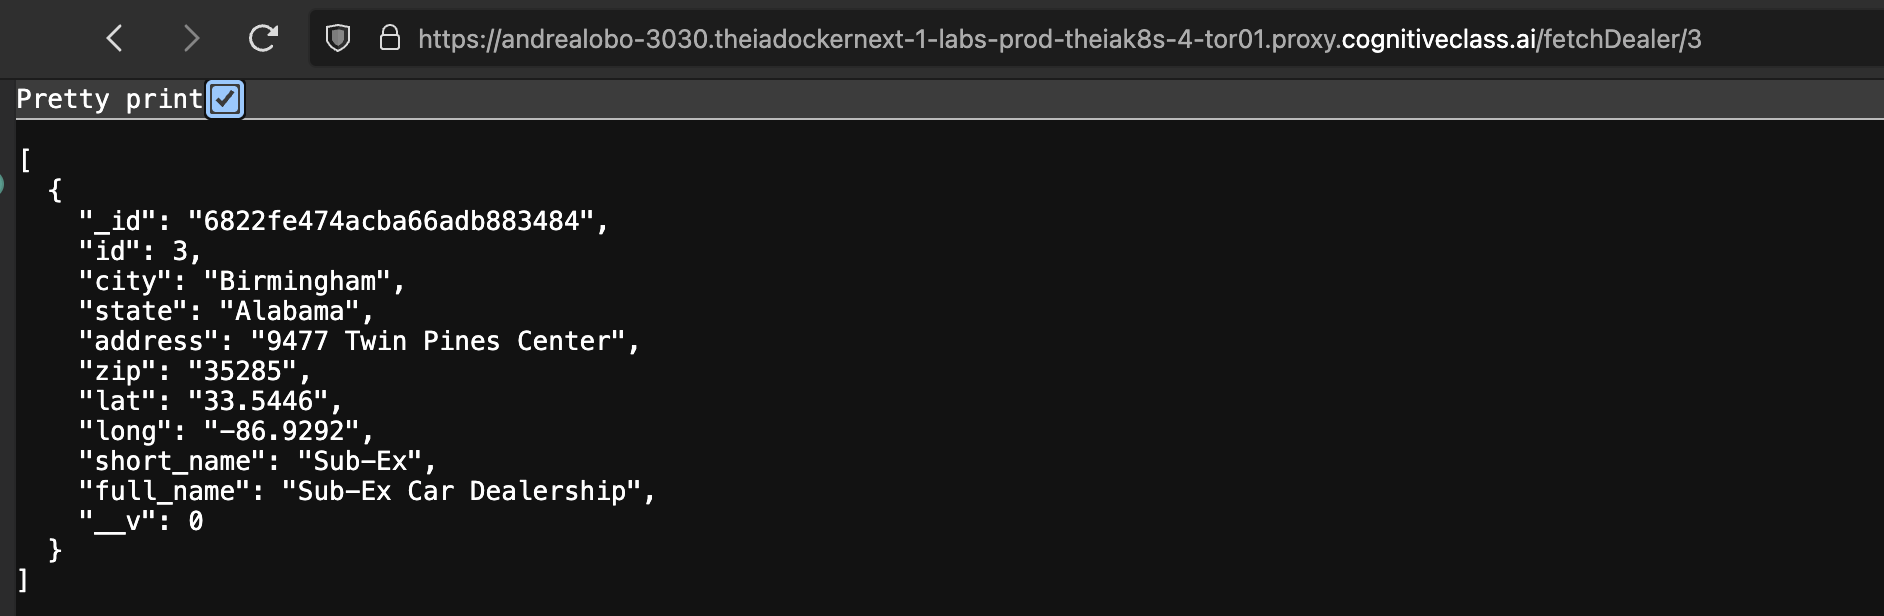 https://andrealobo-3030.theiadockernext-1-labs-prod-theiak8s-4-tor01.proxy.cognitiveclass.ai/fetchDealer/3
Pretty print
[
  {
    "_id": "6822fe474acba66adb883484",
    "id": 3,
    "city": "Birmingham",
    "state": "Alabama",
    "address": "9477 Twin Pines Center",
    "zip": "35285",
    "lat": "33.5446",
    "long": "-86.9292",
    "short_name": "Sub-Ex",
    "full_name": "Sub-Ex Car Dealership",
    "__v": 0
  }
]